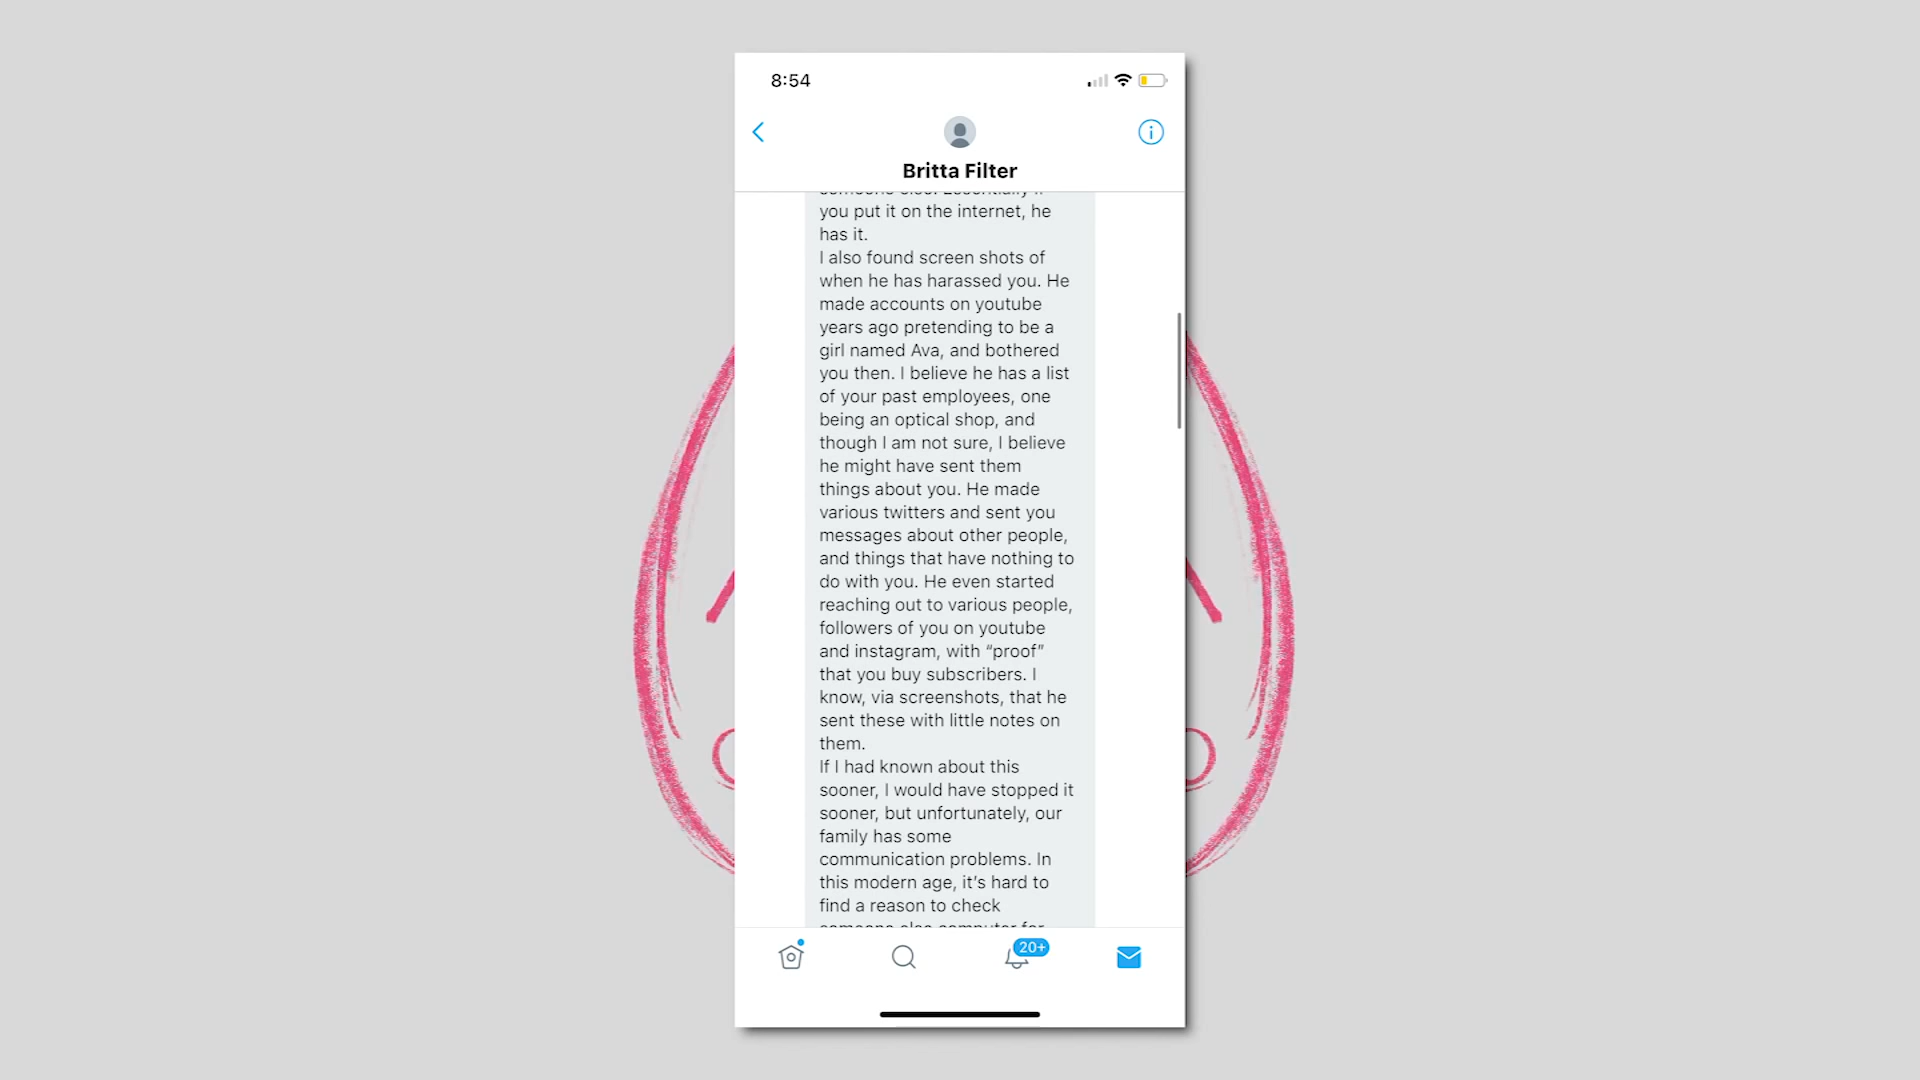 8:54
Britta Filter
you put it on the internet, he
has it.
I also found screen shots of
when he has harassed you. He
made accounts on youtube
years ago pretending to be a
girl named Ava, and bothered
you then. I believe he has a list
of your past employees, one
being an optical shop, and
though I am not sure, I believe
he might have sent them
things about you. He made
various twitters and sent you
messages about other people,
and things that have nothing to
do with you. He even started
reaching out to various people,
followers of you on youtube
and instagram, with “proof”
that you buy subscribers. I
know, via screenshots, that he
sent these with little notes on
them.
If I had known about this
sooner, I would have stopped it
sooner, but unfortunately, our
family has some
communication problems. In
this modern age, it’s hard to
find a reason to check
20+